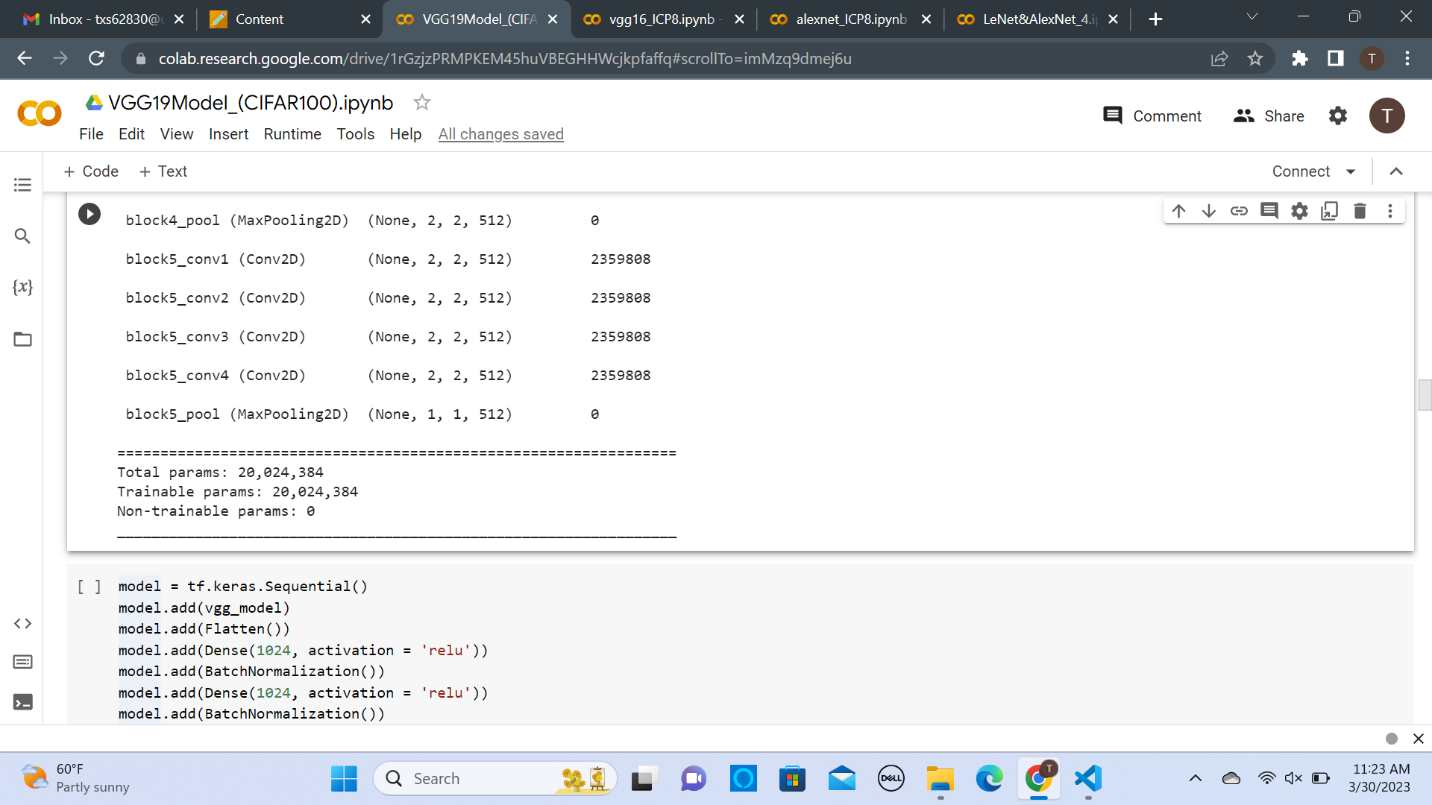 Inbox - txs62830@
Content
VGG19Model_(CIFA
vgg16_ICP8.ipynb -
alexnet_ICP8.ipynb
LeNet&AlexNet_4.i
colab.research.google.com/drive/1rGzjzPRMPKEM45huVBEGHHWcjkpfaffq#scrollTo=imMzq9dmej6u
T
VGG19Model_(CIFAR100).ipynb
Comment
Share
T
File Edit View Insert Runtime Tools Help All changes saved
+ Code + Text
Connect
block4_pool (MaxPooling2D) (None, 2, 2, 512) 0
block5_conv1 (Conv2D) (None, 2, 2, 512) 2359808
{x}
block5_conv2 (Conv2D) (None, 2, 2, 512) 2359808
block5_conv3 (Conv2D) (None, 2, 2, 512) 2359808
block5_conv4 (Conv2D) (None, 2, 2, 512) 2359808
block5_pool (MaxPooling2D) (None, 1, 1, 512) 0
=================================================================
Total params: 20,024,384
Trainable params: 20,024,384
Non-trainable params: 0
_________________________________________________________________
[ ] model = tf.keras.Sequential()
model.add(vgg_model)
model.add(Flatten())
model.add(Dense(1024, activation = 'relu'))
model.add(BatchNormalization())
model.add(Dense(1024, activation = 'relu'))
model.add(BatchNormalization())
60°F
Partly sunny
Search
DELL
T
11:23 AM
3/30/2023